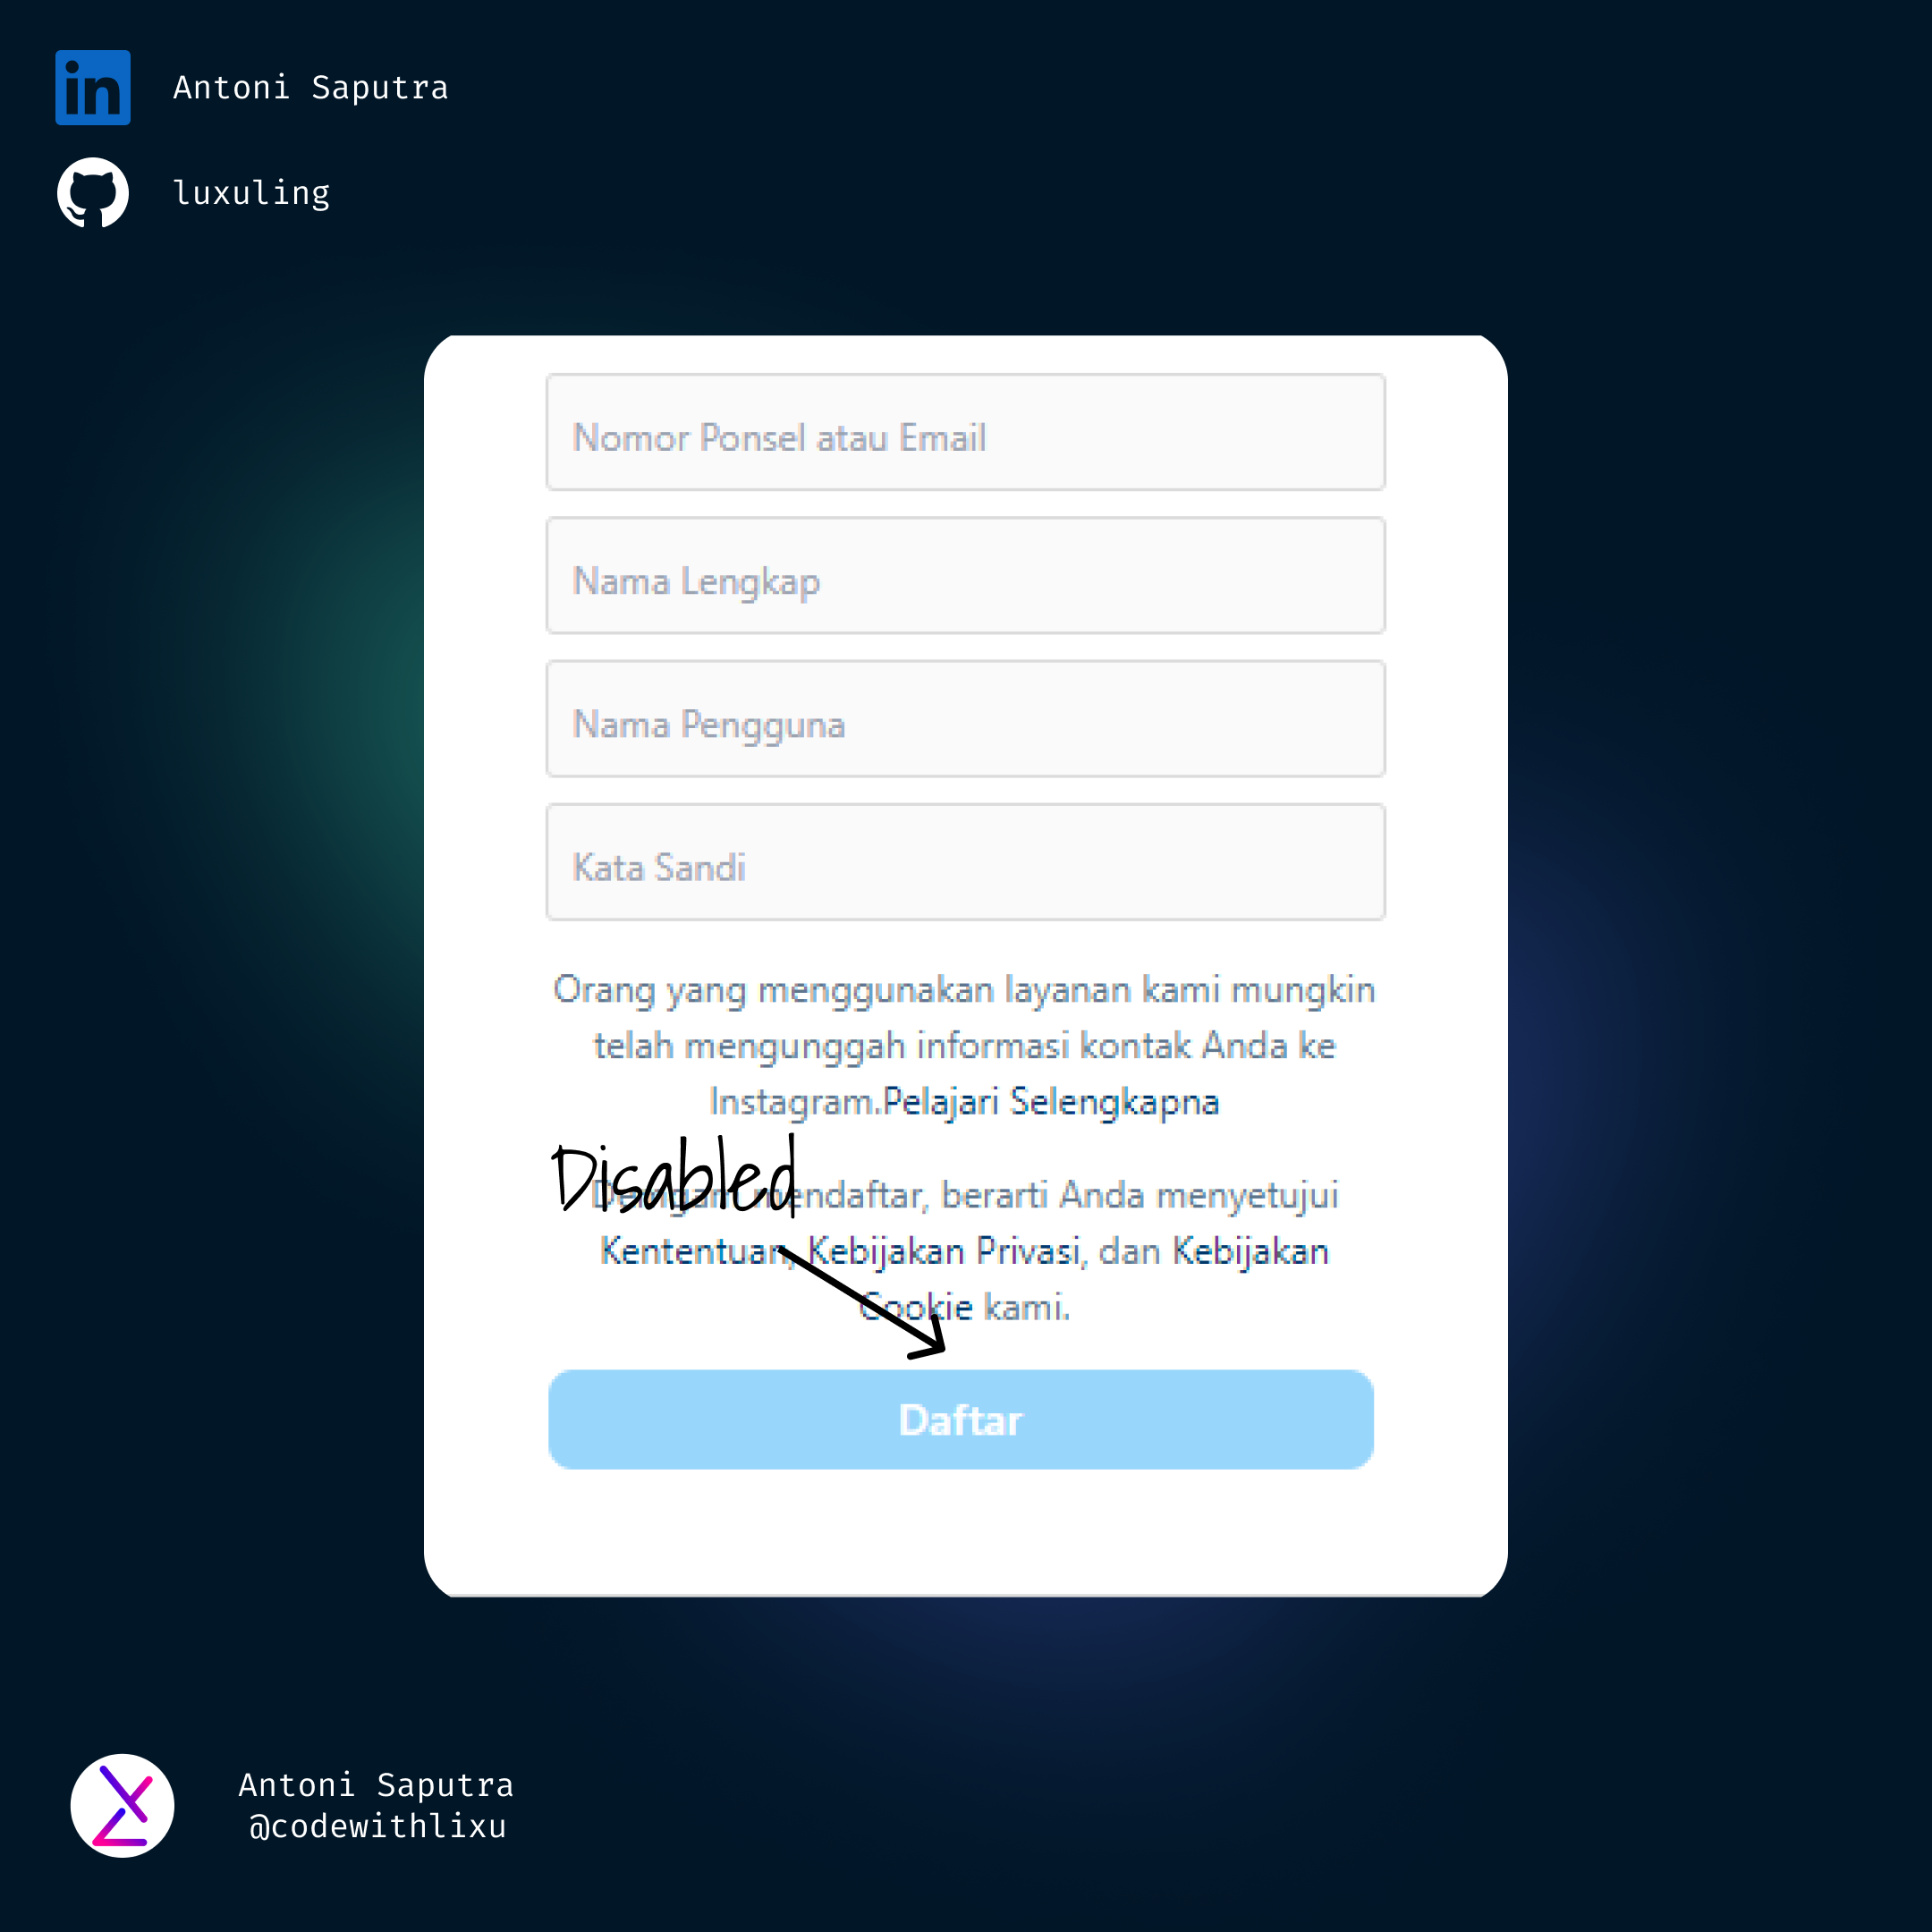 in
Antoni Saputra
luxuling
Nomor Ponsel atau Email
Nama Lengkap
Nama Pengguna
Kata Sandi
Orang yang menggunakan layanan kami mungkin
telah mengunggah informasi kontak Anda ke
Instagram.Pelajari Selengkapna
Disabled
mendaftar, berarti Anda menyetujui
Kententuan, Kebijakan Privasi, dan Kebijakan
Cookie kami.
Daftar
Antoni Saputra
@codewithlixu